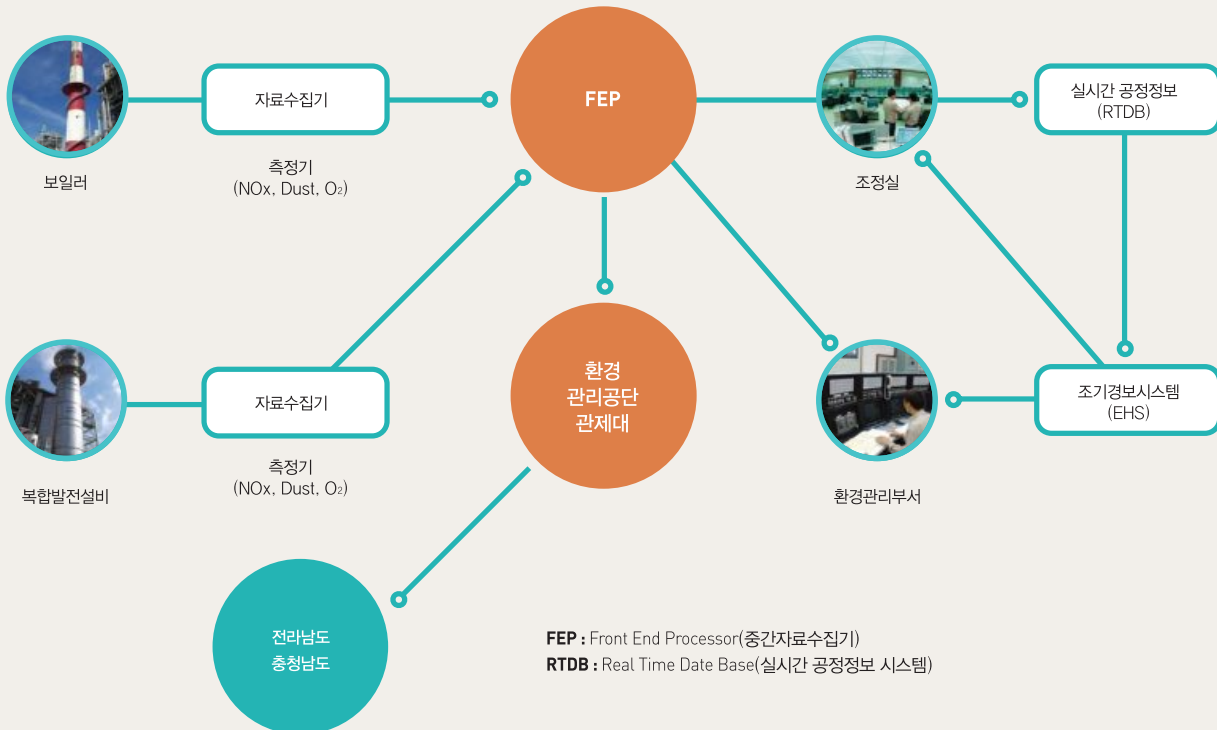 자료수집기
FEP
실시간 공정정보
(RTDB)
보일러
측정기
(NOx, Dust, O₂)
조정실
자료수집기
환경
관리공단
관제대
조기경보시스템
(EHS)
복합발전설비
측정기
(NOx, Dust, O₂)
환경관리부서
전라남도
충청남도
FEP : Front End Processor(중간자료수집기)
RTDB : Real Time Date Base(실시간 공정정보 시스템)